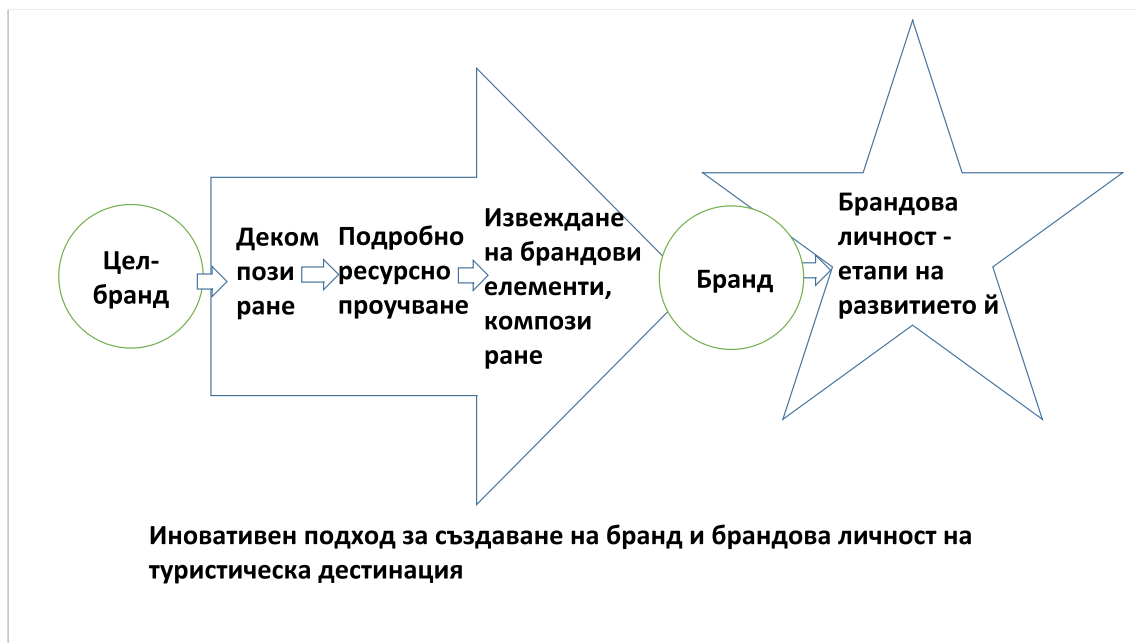 Цел-
бранд
Деком
пози
ране
Подробно
ресурсно
проучване
Извеждане
на брандови
елементи,
компози
ране
Бранд
Брандова
личност -
етапи на
развитието й
Иновативен подход за създаване на бранд и брандова личност на
туристическа дестинация